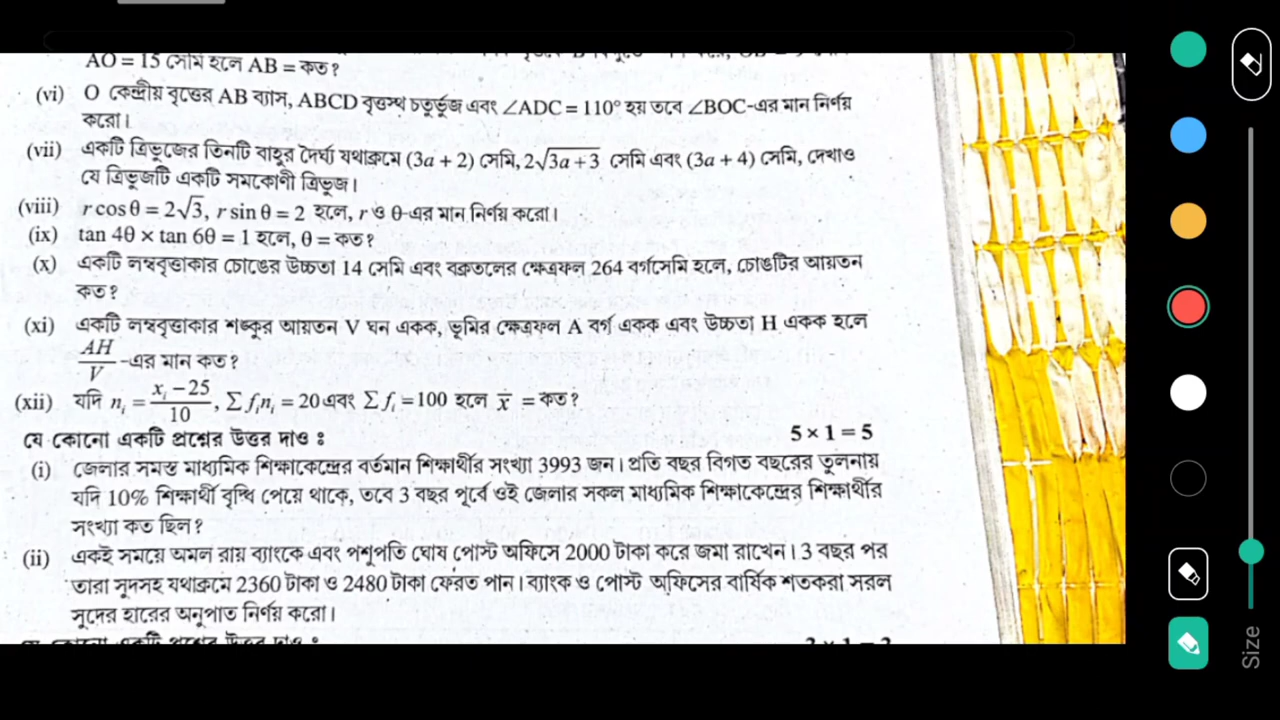 AO = 15 সেমি হলে AB = কত?
(vi) O কেন্দ্রীয় বৃত্তের AB ব্যাস, ABCD বৃত্তস্থ চতুর্ভুজ এবং ∠ADC = 110° হয় তবে ∠BOC-এর মান নির্ণয়
করো।
(vii) একটি ত্রিভুজের তিনটি বাহুর দৈর্ঘ্য যথাক্রমে (3a + 2) সেমি, 2√3a + 3 সেমি এবং (3a + 4) সেমি, দেখাও
যে ত্রিভুজটি একটি সমকোণী ত্রিভুজ।
(viii) r cos θ = 2√3, r sin θ = 2 হলে, r ও θ-এর মান নির্ণয় করো।
(ix) tan 4θ × tan 6θ = 1 হলে, θ = কত?
(x) একটি লম্ববৃত্তাকার চোঙের উচ্চতা 14 সেমি এবং বক্রতলের ক্ষেত্রফল 264 বর্গসেমি হলে, চোঙটির আয়তন
কত?
(xi) একটি লম্ববৃত্তাকার শঙ্কুর আয়তন V ঘন একক, ভূমির ক্ষেত্রফল A বর্গ একক এবং উচ্চতা H একক হলে
AH/V -এর মান কত?
(xii) যদি nᵢ = xᵢ − 25/10, ∑ fᵢnᵢ = 20 এবং ∑ fᵢ = 100 হলে x̄ = কত?
যে কোনো একটি প্রশ্নের উত্তর দাও ঃ 5 × 1 = 5
(i) জেলার সমস্ত মাধ্যমিক শিক্ষাকেন্দ্রের বর্তমান শিক্ষার্থীর সংখ্যা 3993 জন। প্রতি বছর বিগত বছরের তুলনায়
যদি 10% শিক্ষার্থী বৃদ্ধি পেয়ে থাকে, তবে 3 বছর পূর্বে ওই জেলার সকল মাধ্যমিক শিক্ষাকেন্দ্রের শিক্ষার্থীর
সংখ্যা কত ছিল?
(ii) একই সময়ে অমল রায় ব্যাংকে এবং পশুপতি ঘোষ পোস্ট অফিসে 2000 টাকা করে জমা রাখেন। 3 বছর পর
তারা সুদসহ যথাক্রমে 2360 টাকা ও 2480 টাকা ফেরত পান। ব্যাংক ও পোস্ট অফিসের বার্ষিক শতকরা সরল
সুদের হারের অনুপাত নির্ণয় করো।
যে কোনো একটি প্রশ্নের উত্তর দাও ঃ
Size